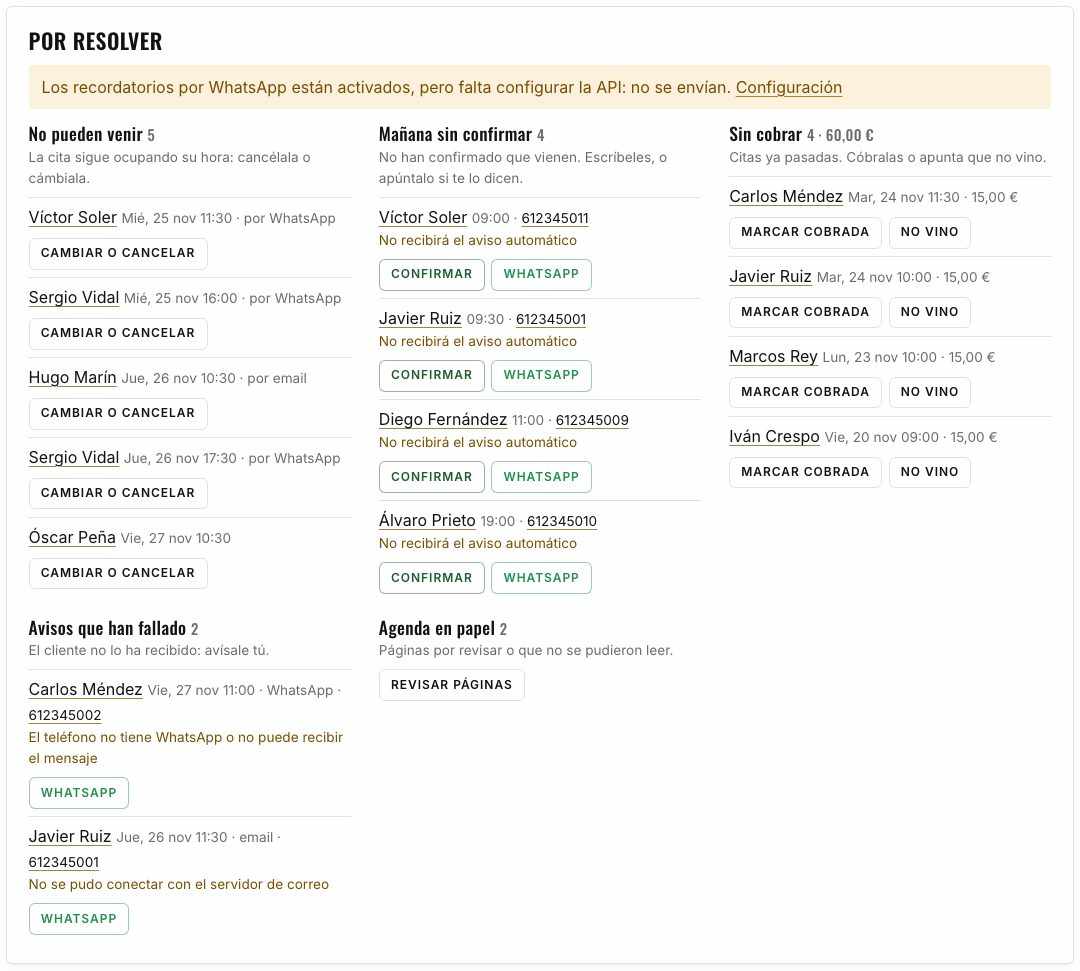 POR RESOLVER
Los recordatorios por WhatsApp están activados, pero falta configurar la API: no se envían. Configuración
No pueden venir 5
La cita sigue ocupando su hora: cancélala o
cámbiala.
Víctor Soler Mié, 25 nov 11:30 · por WhatsApp
CAMBIAR O CANCELAR
Sergio Vidal Mié, 25 nov 16:00 · por WhatsApp
CAMBIAR O CANCELAR
Hugo Marín Jue, 26 nov 10:30 · por email
CAMBIAR O CANCELAR
Sergio Vidal Jue, 26 nov 17:30 · por WhatsApp
CAMBIAR O CANCELAR
Óscar Peña Vie, 27 nov 10:30
CAMBIAR O CANCELAR
Mañana sin confirmar 4
No han confirmado que vienen. Escríbeles, o
apúntalo si te lo dicen.
Víctor Soler 09:00 · 612345011
No recibirá el aviso automático
CONFIRMAR WHATSAPP
Javier Ruiz 09:30 · 612345001
No recibirá el aviso automático
CONFIRMAR WHATSAPP
Diego Fernández 11:00 · 612345009
No recibirá el aviso automático
CONFIRMAR WHATSAPP
Álvaro Prieto 19:00 · 612345010
No recibirá el aviso automático
CONFIRMAR WHATSAPP
Sin cobrar 4 · 60,00 €
Citas ya pasadas. Cóbralas o apunta que no vino.
Carlos Méndez Mar, 24 nov 11:30 · 15,00 €
MARCAR COBRADA NO VINO
Javier Ruiz Mar, 24 nov 10:00 · 15,00 €
MARCAR COBRADA NO VINO
Marcos Rey Lun, 23 nov 10:00 · 15,00 €
MARCAR COBRADA NO VINO
Iván Crespo Vie, 20 nov 09:00 · 15,00 €
MARCAR COBRADA NO VINO
Avisos que han fallado 2
El cliente no lo ha recibido: avísale tú.
Carlos Méndez Vie, 27 nov 11:00 · WhatsApp ·
612345002
El teléfono no tiene WhatsApp o no puede recibir
el mensaje
WHATSAPP
Javier Ruiz Jue, 26 nov 11:30 · email ·
612345001
No se pudo conectar con el servidor de correo
WHATSAPP
Agenda en papel 2
Páginas por revisar o que no se pudieron leer.
REVISAR PÁGINAS